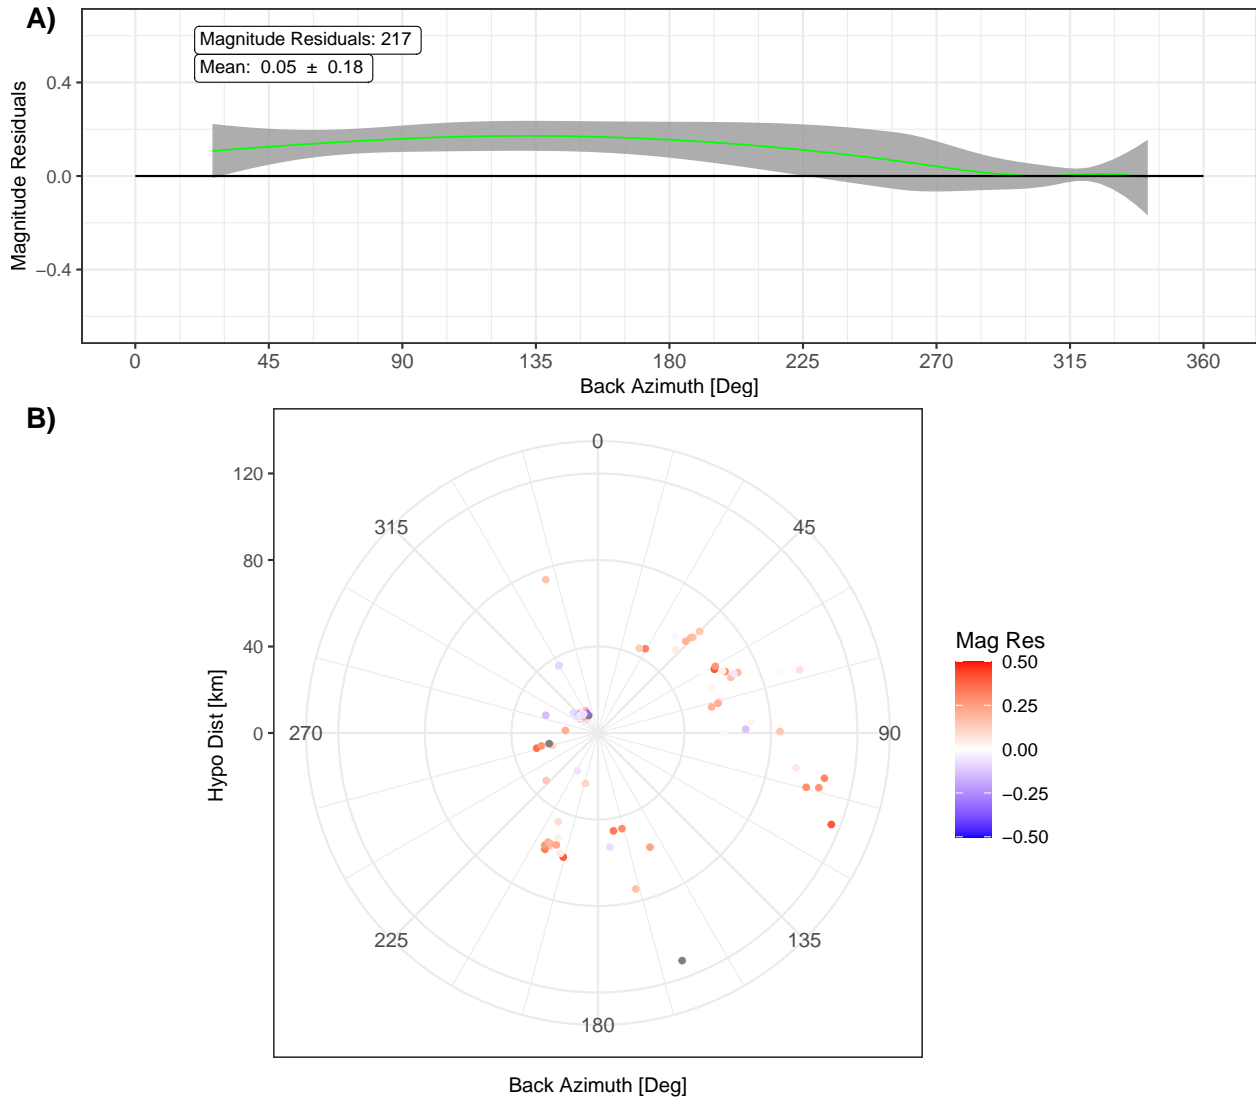 A)
Magnitude Residuals: 217
Mean:  0.05  ±  0.18
Magnitude Residuals
0.4
0.0
−0.4
0 45 90 135 180 225 270 315 360
Back Azimuth [Deg]
B)
Hypo Dist [km]
120
80
40
0
0
45
90
135
180
225
270
315
Back Azimuth [Deg]
Mag Res
0.50
0.25
0.00
−0.25
−0.50